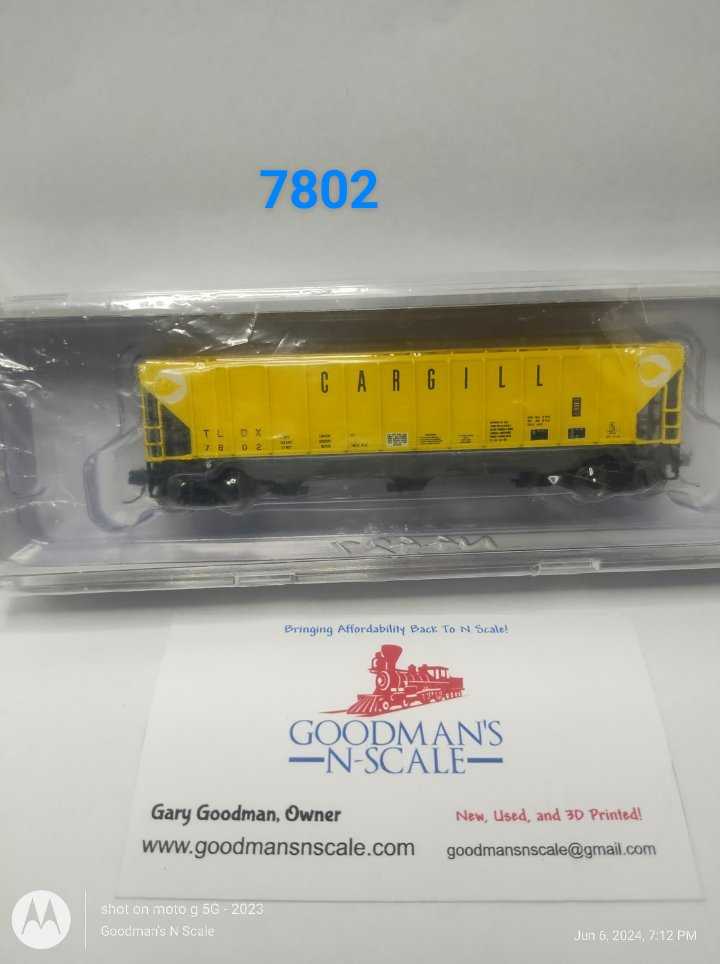 7802
CARGILL
TLDX
7802
Bringing Affordability Back To N Scale!
GOODMAN'S
N-SCALE
Gary Goodman, Owner
New, Used, and 3D Printed!
www.goodmansnscale.com
goodmansnscale@gmail.com
shot on moto g 5G - 2023
Goodman's N Scale
Jun 6, 2024, 7:12 PM